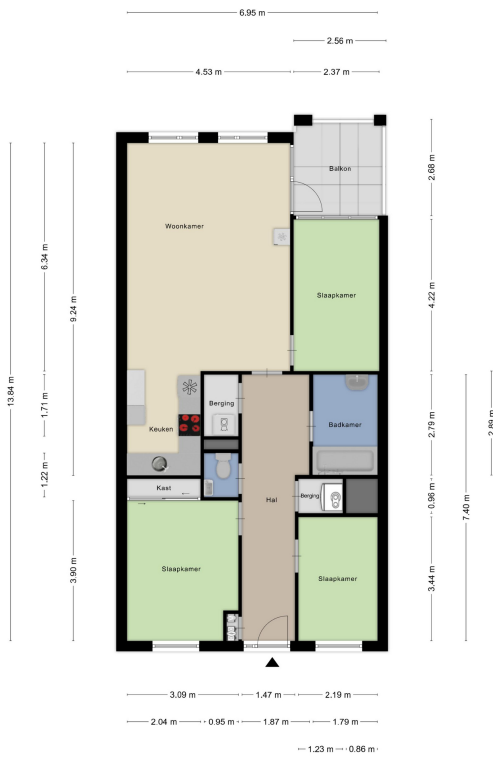 6.95 m
2.56 m
4.53 m
2.37 m
Balkon
2.68 m
Woonkamer
6.34 m
9.24 m
13.84 m
Slaapkamer
4.22 m
1.71 m
Berging
Keuken
Badkamer
2.79 m
2.89 m
1.22 m
Kast
Hal
Berging
0.96 m
7.40 m
Slaapkamer
Slaapkamer
3.90 m
3.44 m
3.09 m
1.47 m
2.19 m
2.04 m
0.95 m
1.87 m
1.79 m
1.23 m
0.86 m